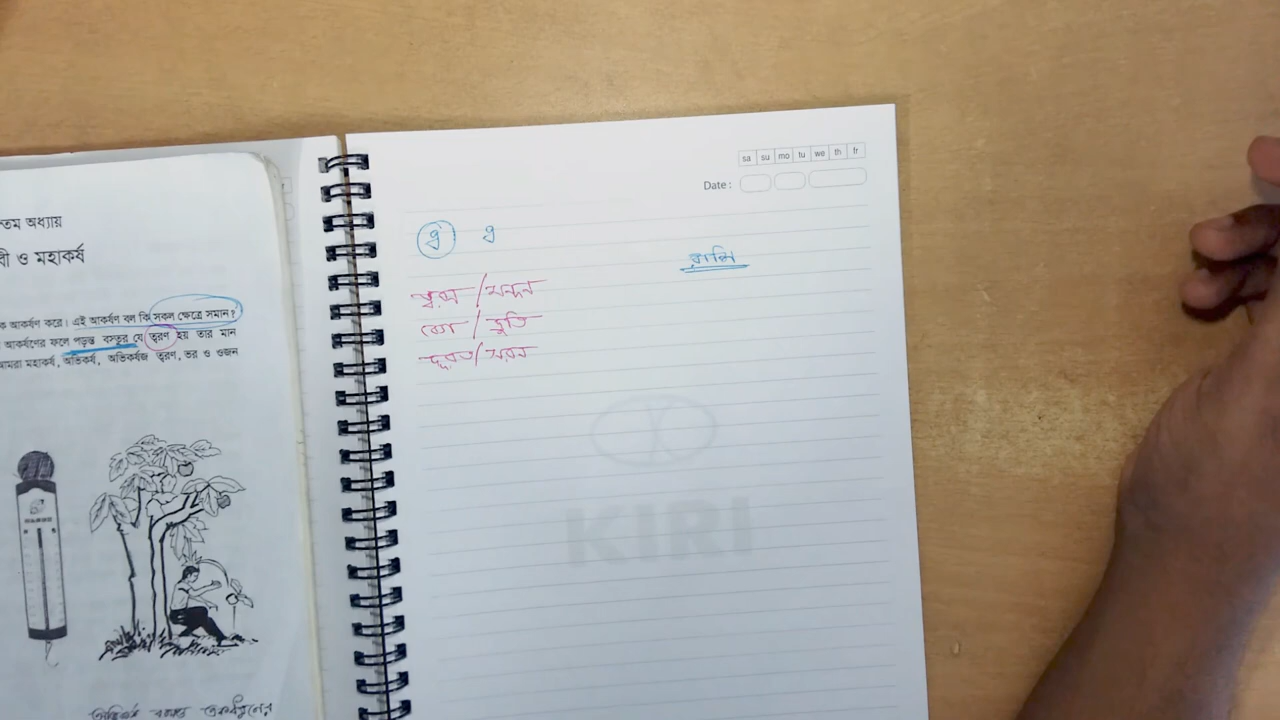 তম অধ্যায়
বী ও মহাকর্ষ
ক আকর্ষণ করে। এই আকর্ষণ বল কি সকল ক্ষেত্রে সমান?
আকর্ষণের ফলে পড়ন্ত বস্তুর যে ত্বরণ হয় তার মান
আমরা মহাকর্ষ, অভিকর্ষ, অভিকর্ষজ ত্বরণ, ভর ও ওজন
sa su mo tu we th fr
Date :
রাশি
ত্বরণ / মন্দন
বেগ / দ্রুতি
দূরত্ব / সরণ
KIRI